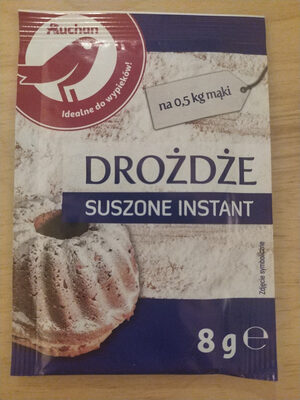 Auchan
Idealne do wypieków!
na 0,5 kg mąki
DROŻDŻE
SUSZONE INSTANT
Zdjęcie symboliczne
8 g ℮